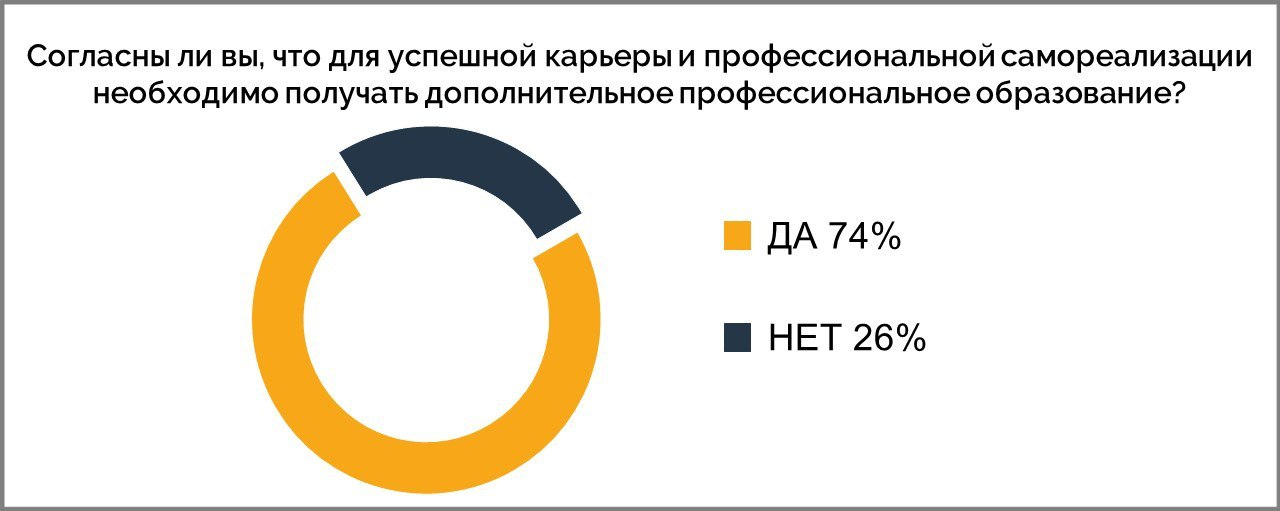 Согласны ли вы, что для успешной карьеры и профессиональной самореализации
необходимо получать дополнительное профессиональное образование?
ДА 74%
НЕТ 26%